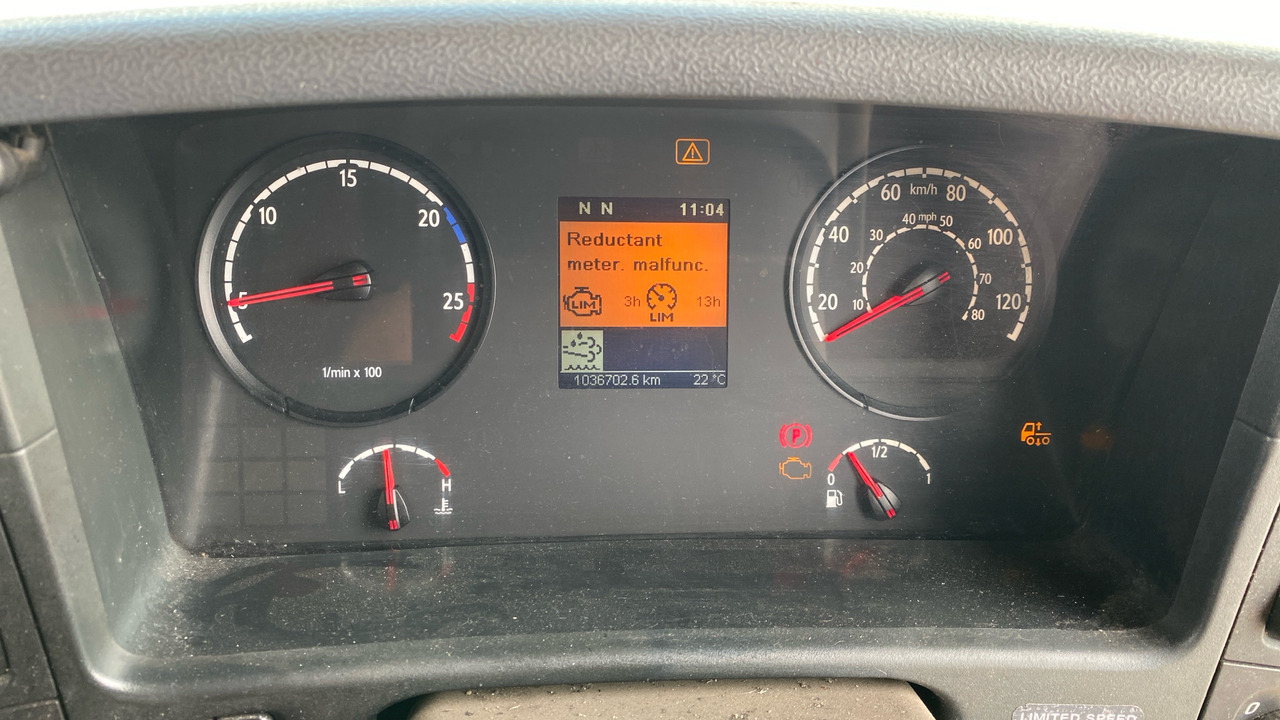 N N 11:04
Reductant
meter. malfunc.
LIM 3h LIM 13h
1036702.6 km 22 °C
5 10 15 20 25
1/min x 100
20 40 60 km/h 80 100 120
10 20 30 40 mph 50 60 70 80
L H
P
0 1/2 1
LIMITED SPEED
0